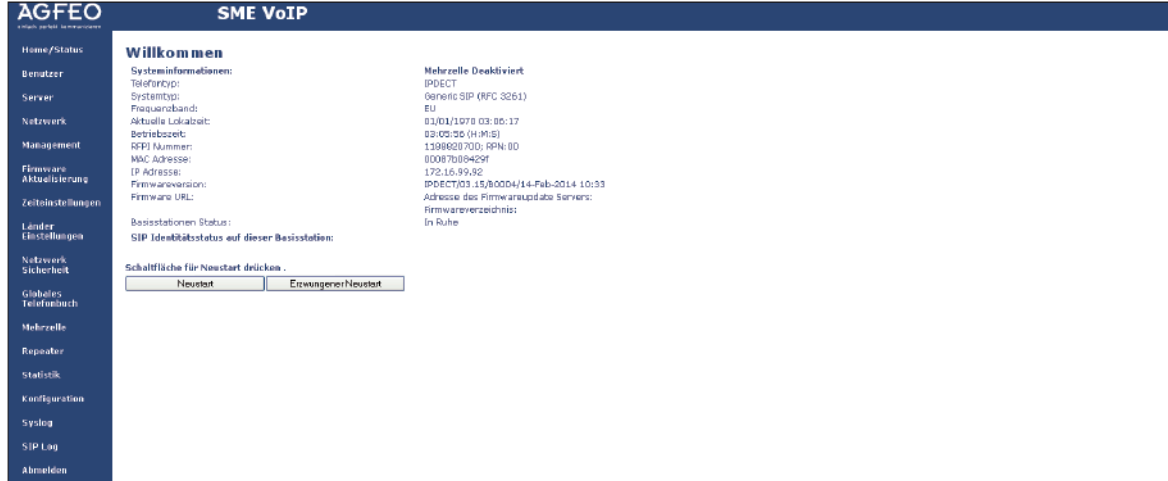 AGFEO
einfach perfekt kommunizieren
SME VoIP
Home/Status
Benutzer
Server
Netzwerk
Management
Firmware
Aktualisierung
Zeiteinstellungen
Länder
Einstellungen
Netzwerk
Sicherheit
Globales
Telefonbuch
Mehrzelle
Repeater
Statistik
Konfiguration
Syslog
SIP Log
Abmelden
Willkommen
Systeminformationen: Mehrzelle Deaktiviert
Telefontyp: IPDECT
Systemtyp: Generic SIP (RFC 3261)
Frequenzband: EU
Aktuelle Lokalzeit: 01/01/1970 03:06:17
Betriebszeit: 03:05:56 (H:M:S)
RFPI Nummer: RPN:00
MAC Adresse: 00087b08429f
IP Adresse: 172.16.99.92
Firmwareversion: IPDECT/03.15/B0004/14-Feb-2014 10:33
Firmware URL: Adresse des Firmwareupdate Servers:
Firmwareverzeichnis:
Basisstationen Status: In Ruhe
SIP Identitätsstatus auf dieser Basisstation:
Schaltfläche für Neustart drücken .
Neustart Erzwungener Neustart